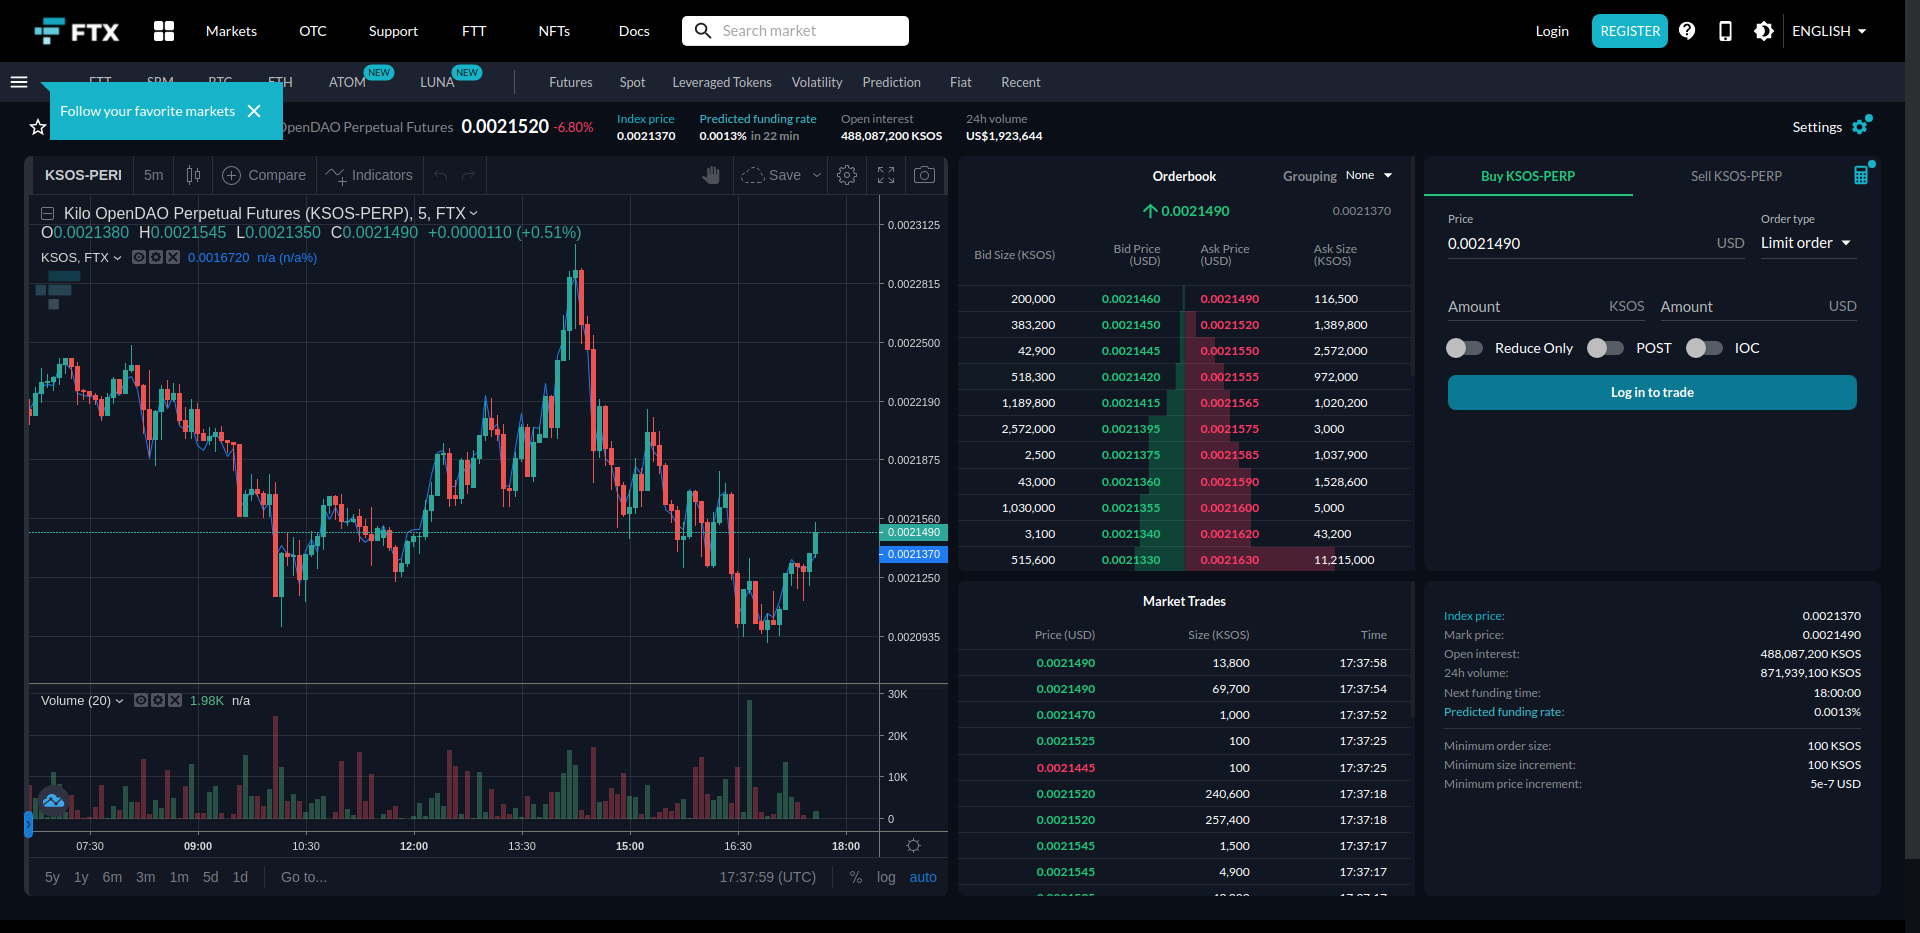 FTX Markets OTC Support FTT NFTs Docs Search market Login REGISTER ENGLISH
FTT SRM BTC ETH ATOM NEW LUNA NEW Futures Spot Leveraged Tokens Volatility Prediction Fiat Recent
Follow your favorite markets
OpenDAO Perpetual Futures 0.0021520 -6.80%
Index price Predicted funding rate Open interest 24h volume
0.0021370 0.0013% in 22 min 488,087,200 KSOS US$1,923,644
Settings
KSOS-PERI 5m Compare Indicators Save
Kilo OpenDAO Perpetual Futures (KSOS-PERP), 5, FTX
O0.0021380 H0.0021545 L0.0021350 C0.0021490 +0.0000110 (+0.51%)
KSOS, FTX 0.0016720 n/a (n/a%)
0.0023125
0.0022815
0.0022500
0.0022190
0.0021875
0.0021560
0.0021490
0.0021370
0.0021250
0.0020935
Volume (20) 1.98K n/a
30K
20K
10K
0
07:30 09:00 10:30 12:00 13:30 15:00 16:30 18:00
5y 1y 6m 3m 1m 5d 1d Go to... 17:37:59 (UTC) % log auto
Orderbook Grouping None
0.0021490 0.0021370
Bid Size (KSOS) Bid Price (USD) Ask Price (USD) Ask Size (KSOS)
200,000 0.0021460 0.0021490 116,500
383,200 0.0021450 0.0021520 1,389,800
42,900 0.0021445 0.0021550 2,572,000
518,300 0.0021420 0.0021555 972,000
1,189,800 0.0021415 0.0021565 1,020,200
2,572,000 0.0021395 0.0021575 3,000
2,500 0.0021375 0.0021585 1,037,900
43,000 0.0021360 0.0021590 1,528,600
1,030,000 0.0021355 0.0021600 5,000
3,100 0.0021340 0.0021620 43,200
515,600 0.0021330 0.0021630 11,215,000
Market Trades
Price (USD) Size (KSOS) Time
0.0021490 13,800 17:37:58
0.0021490 69,700 17:37:54
0.0021470 1,000 17:37:52
0.0021525 100 17:37:25
0.0021445 100 17:37:25
0.0021520 240,600 17:37:18
0.0021520 257,400 17:37:18
0.0021545 1,500 17:37:17
0.0021545 4,900 17:37:17
Buy KSOS-PERP Sell KSOS-PERP
Price Order type
0.0021490 USD Limit order
Amount KSOS Amount USD
Reduce Only POST IOC
Log in to trade
Index price: 0.0021370
Mark price: 0.0021490
Open interest: 488,087,200 KSOS
24h volume: 871,939,100 KSOS
Next funding time: 18:00:00
Predicted funding rate: 0.0013%
Minimum order size: 100 KSOS
Minimum size increment: 100 KSOS
Minimum price increment: 5e-7 USD